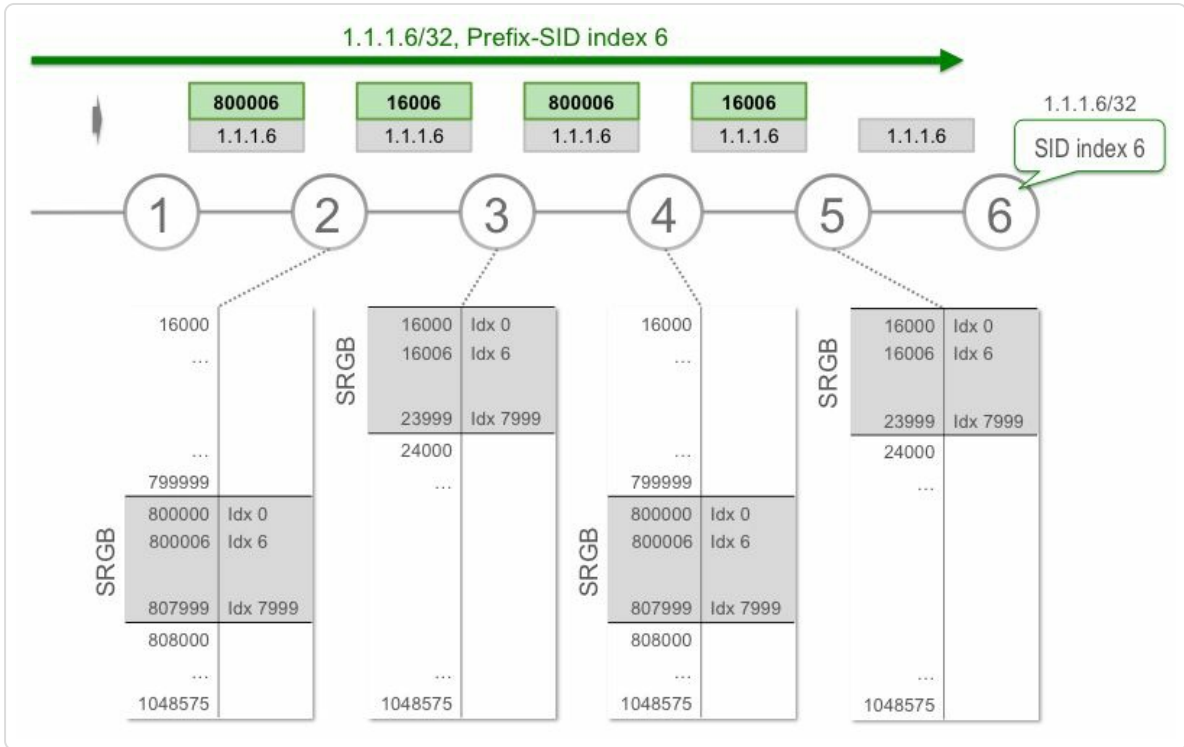 1.1.1.6/32, Prefix-SID index 6
800006
1.1.1.6
16006
1.1.1.6
800006
1.1.1.6
16006
1.1.1.6
1.1.1.6
1.1.1.6/32
SID index 6
1
2
3
4
5
6
16000
...
...
799999
SRGB
800000 Idx 0
800006 Idx 6
807999 Idx 7999
808000
...
1048575
SRGB
16000 Idx 0
16006 Idx 6
23999 Idx 7999
24000
...
...
1048575
16000
...
...
799999
SRGB
800000 Idx 0
800006 Idx 6
807999 Idx 7999
808000
...
1048575
SRGB
16000 Idx 0
16006 Idx 6
23999 Idx 7999
24000
...
...
1048575